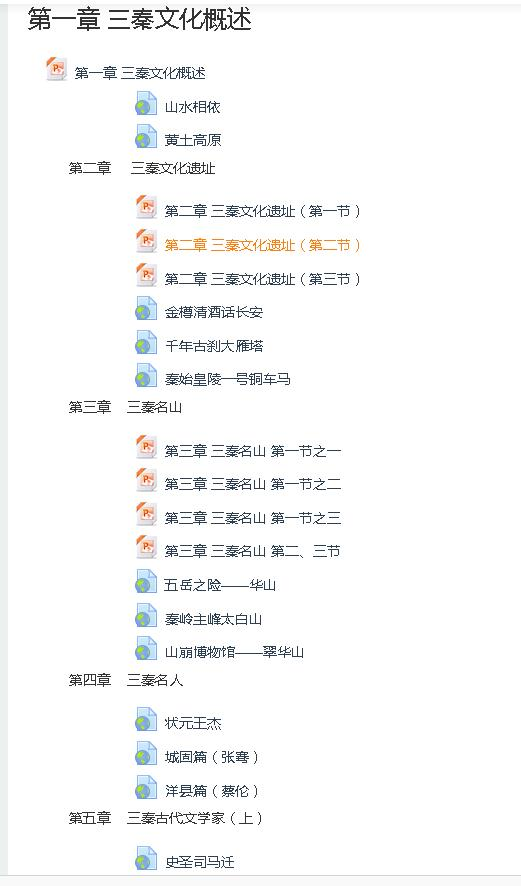 第一章 三秦文化概述
第一章 三秦文化概述
山水相依
黄土高原
第二章 三秦文化遗址
第二章 三秦文化遗址（第一节）
第二章 三秦文化遗址（第二节）
第二章 三秦文化遗址（第三节）
金樽清酒话长安
千年古刹大雁塔
秦始皇陵一号铜车马
第三章 三秦名山
第三章 三秦名山 第一节之一
第三章 三秦名山 第一节之二
第三章 三秦名山 第一节之三
第三章 三秦名山 第二、三节
五岳之险——华山
秦岭主峰太白山
山崩博物馆——翠华山
第四章 三秦名人
状元王杰
城固篇（张骞）
洋县篇（蔡伦）
第五章 三秦古代文学家（上）
史圣司马迁